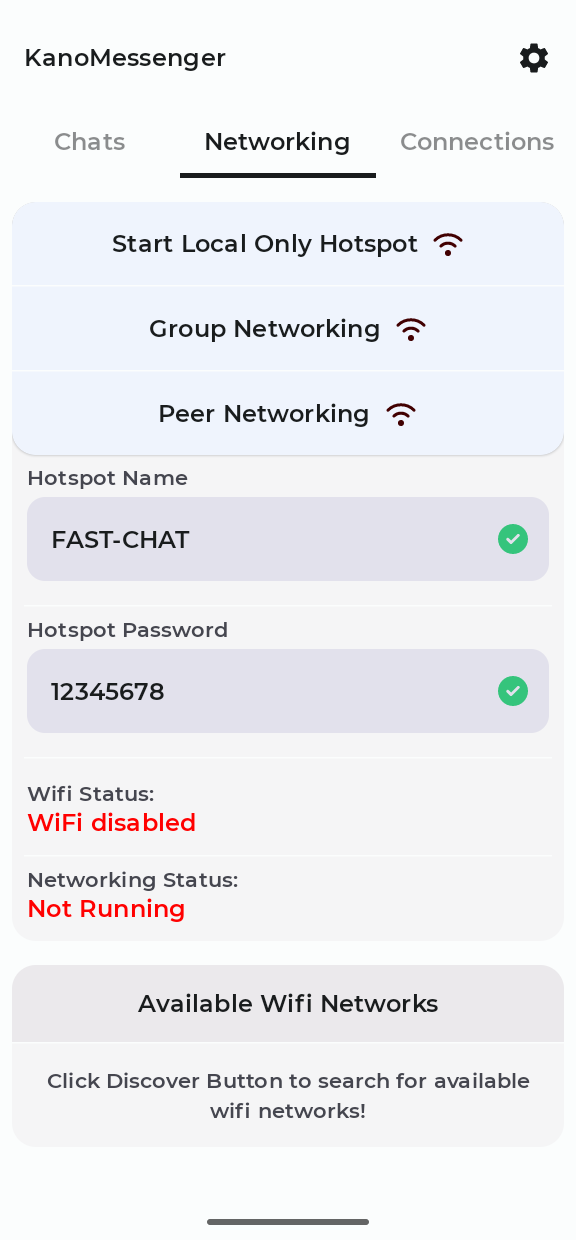 KanoMessenger
Chats
Networking
Connections
Start Local Only Hotspot
Group Networking
Peer Networking
Hotspot Name
FAST-CHAT
Hotspot Password
12345678
Wifi Status:
WiFi disabled
Networking Status:
Not Running
Available Wifi Networks
Click Discover Button to search for available
wifi networks!